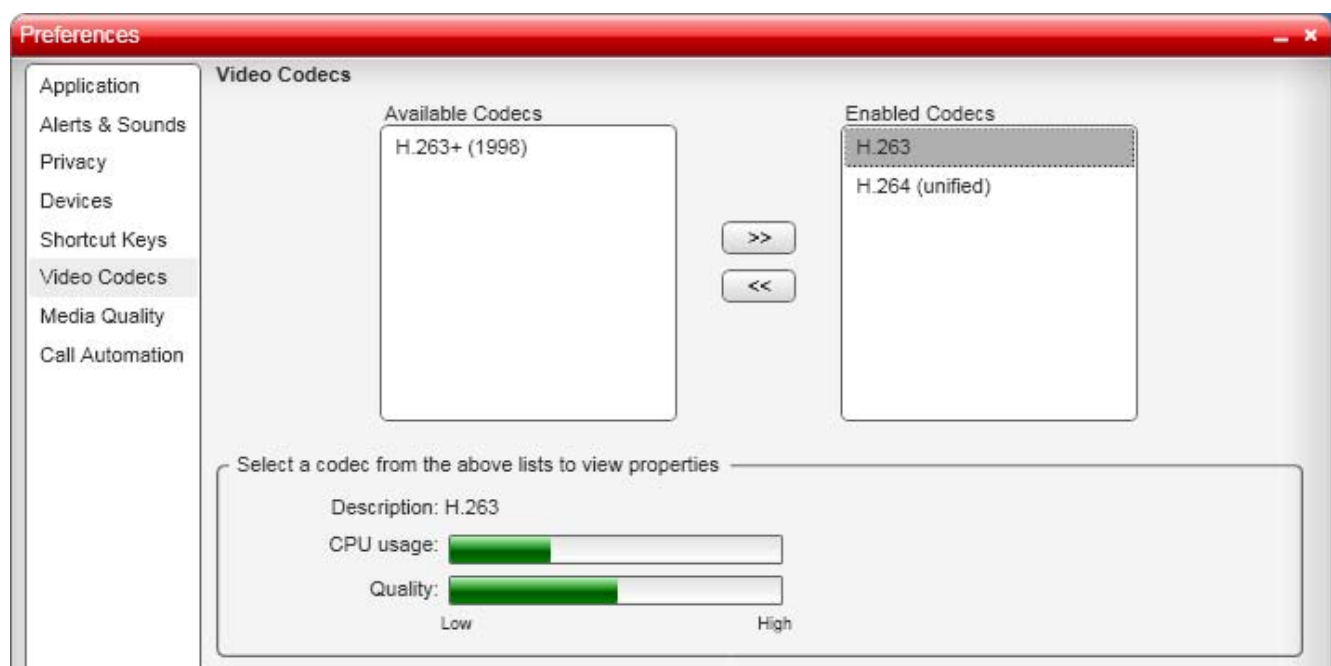 Preferences
Application
Alerts & Sounds
Privacy
Devices
Shortcut Keys
Video Codecs
Media Quality
Call Automation
Video Codecs
Available Codecs
H.263+ (1998)
>>
<<
Enabled Codecs
H.263
H.264 (unified)
Select a codec from the above lists to view properties
Description: H.263
CPU usage:
Quality:
Low High